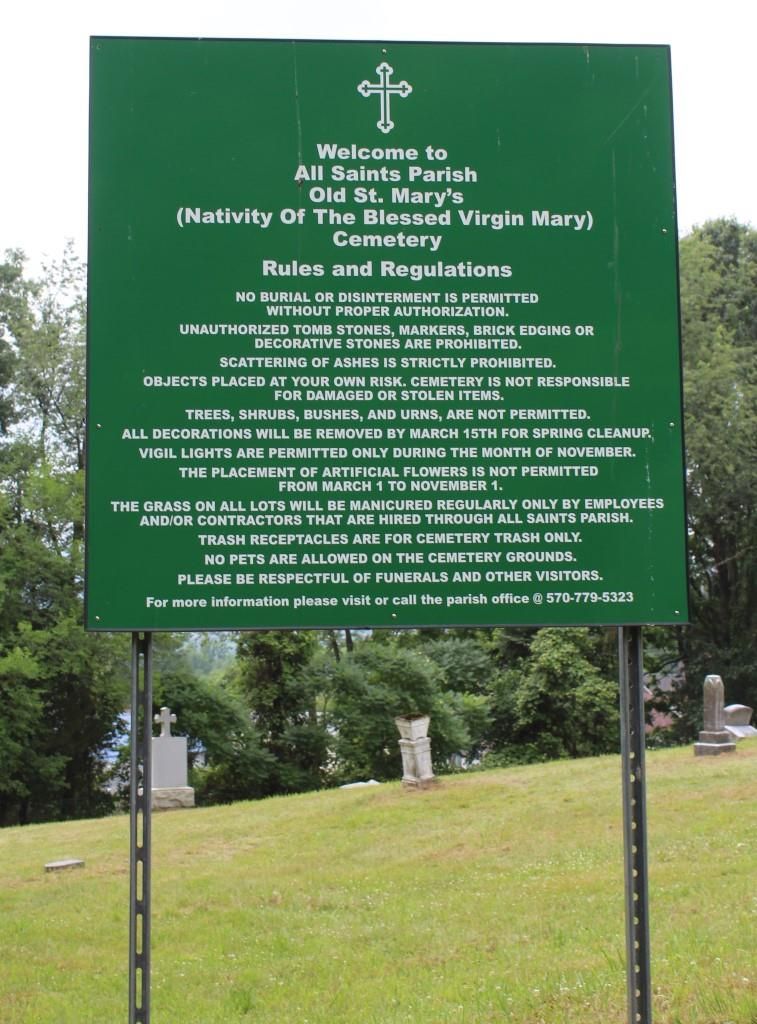 Welcome to
All Saints Parish
Old St. Mary's
(Nativity Of The Blessed Virgin Mary)
Cemetery
Rules and Regulations
NO BURIAL OR DISINTERMENT IS PERMITTED
WITHOUT PROPER AUTHORIZATION.
UNAUTHORIZED TOMB STONES, MARKERS, BRICK EDGING OR
DECORATIVE STONES ARE PROHIBITED.
SCATTERING OF ASHES IS STRICTLY PROHIBITED.
OBJECTS PLACED AT YOUR OWN RISK. CEMETERY IS NOT RESPONSIBLE
FOR DAMAGED OR STOLEN ITEMS.
TREES, SHRUBS, BUSHES, AND URNS, ARE NOT PERMITTED.
ALL DECORATIONS WILL BE REMOVED BY MARCH 15TH FOR SPRING CLEANUP.
VIGIL LIGHTS ARE PERMITTED ONLY DURING THE MONTH OF NOVEMBER.
THE PLACEMENT OF ARTIFICIAL FLOWERS IS NOT PERMITTED
FROM MARCH 1 TO NOVEMBER 1.
THE GRASS ON ALL LOTS WILL BE MANICURED REGULARLY ONLY BY EMPLOYEES
AND/OR CONTRACTORS THAT ARE HIRED THROUGH ALL SAINTS PARISH.
TRASH RECEPTACLES ARE FOR CEMETERY TRASH ONLY.
NO PETS ARE ALLOWED ON THE CEMETERY GROUNDS.
PLEASE BE RESPECTFUL OF FUNERALS AND OTHER VISITORS.
For more information please visit or call the parish office @ 570-779-5323